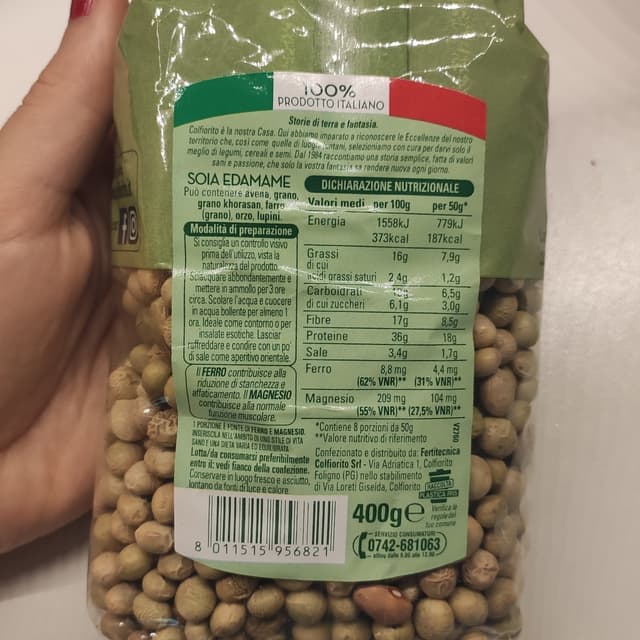 100%
PRODOTTO ITALIANO
Storie di terra e fantasia.
Colfiorito è la nostra Casa. Qui abbiamo imparato a riconoscere le Eccellenze del nostro
territorio che, così come quelle di luoghi lontani, selezioniamo con cura per darvi solo il
meglio di legumi, cereali e semi. Dal 1984 raccontiamo una storia semplice, fatta di valori
sani e passione, che solo la vostra fantasia sa rendere nuova ogni giorno.
SOIA EDAMAME
Può contenere avena, grano,
grano khorasan, farro
(grano), orzo, lupini.
Modalità di preparazione
Si consiglia un controllo visivo
prima dell'utilizzo, vista la
naturalezza del prodotto.
Sciacquare abbondantemente e
mettere in ammollo per 3 ore
circa. Scolare l'acqua e cuocere
in acqua bollente per almeno 1
ora. Ideale come contorno o per
insalate esotiche. Lasciar
raffreddare e condire con un po'
di sale come aperitivo orientale.
Il FERRO contribuisce alla
riduzione di stanchezza e
affaticamento. Il MAGNESIO
contribuisce alla normale
funzione muscolare.
1 PORZIONE È FONTE DI FERRO E MAGNESIO.
INSERISCILA NELL'AMBITO DI UNO STILE DI VITA
SANO E UNA DIETA VARIA ED EQUILIBRATA
Lotto/da consumarsi preferibilmente
entro il: vedi fianco della confezione.
Conservare in luogo fresco e asciutto,
lontano da fonti di luce e calore
8 011515 956821
DICHIARAZIONE NUTRIZIONALE
Valori medi per 100g per 50g*
Energia 1558kJ 779kJ
373kcal 187kcal
Grassi 16g 7,9g
di cui
acidi grassi saturi 2,4g 1,2g
Carboidrati 6,5g
di cui zuccheri 6,1g 3,0g
Fibre 17g 8,5g
Proteine 36g 18g
Sale 3,4g 1,7g
Ferro 8,8 mg 4,4 mg
(62% VNR)** (31% VNR)**
Magnesio 209 mg 104 mg
(55% VNR)** (27,5% VNR)**
*Contiene 8 porzioni da 50g
**Valore nutritivo di riferimento
Confezionato e distribuito da: Fertitecnica
Colfiorito Srl - Via Adriatica 1, Colfiorito
Foligno (PG) nello stabilimento
di Via Loreti Giselda, Colfiorito
RACCOLTA
PLASTICA
Verifica le
regole del
tuo comune
400g e
SERVIZIO CONSUMATORI
0742-681063